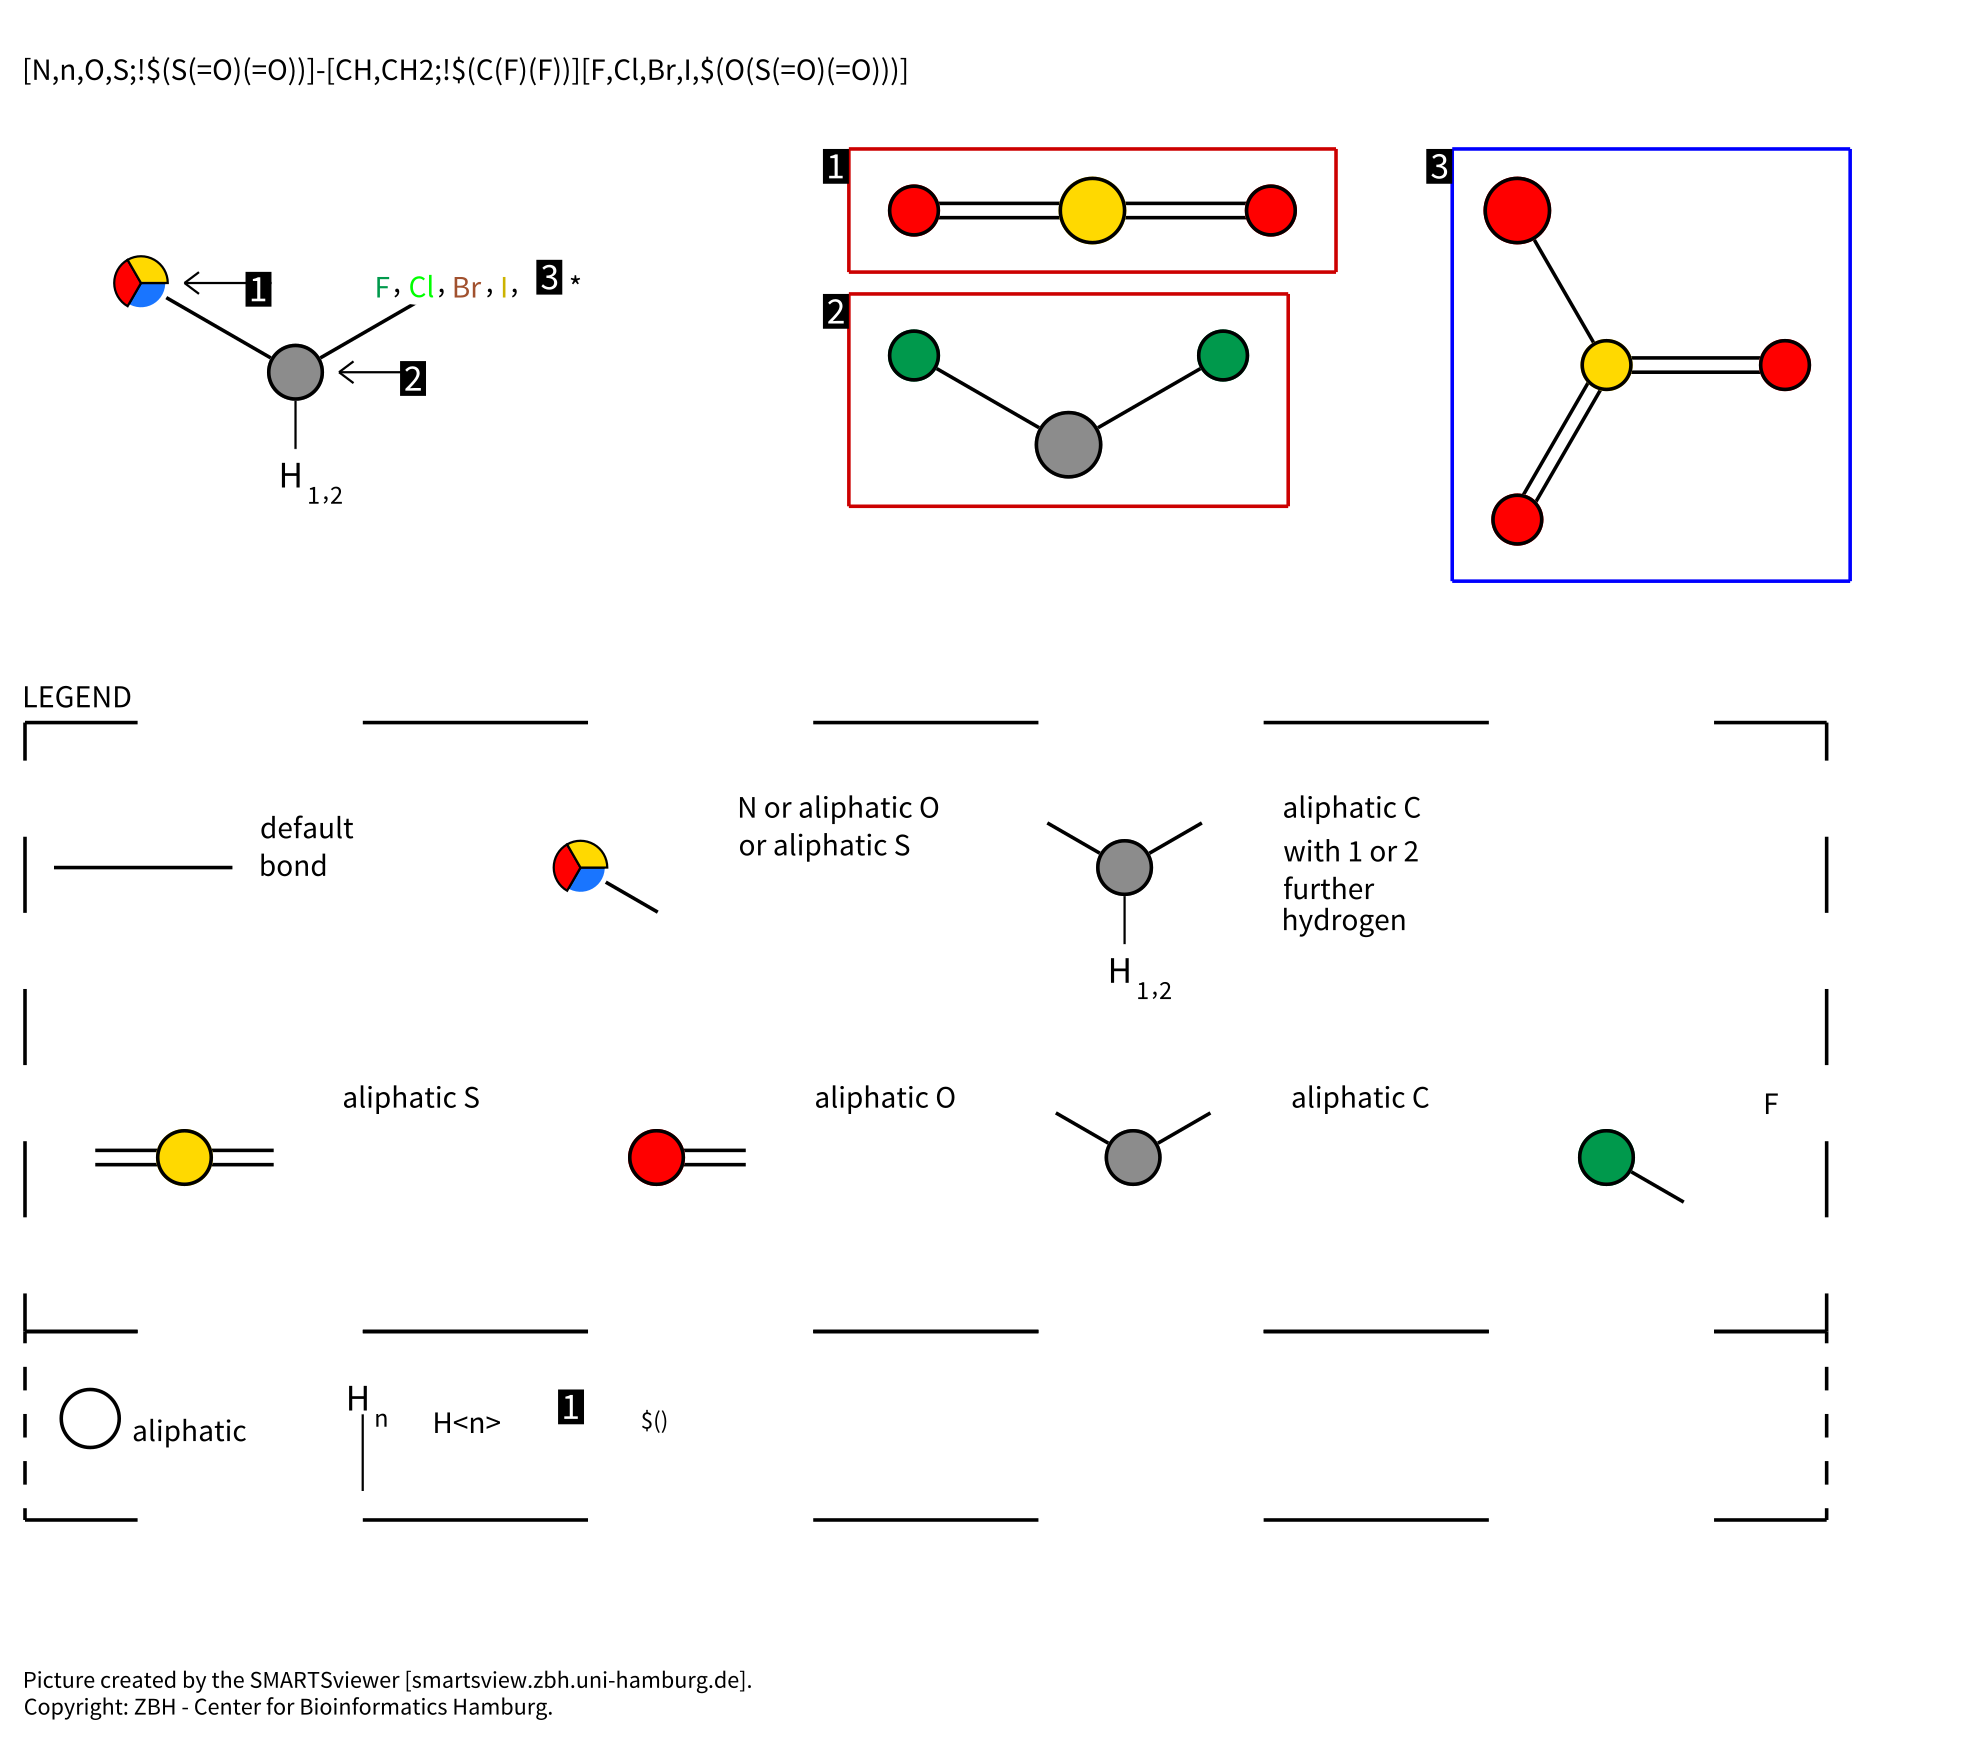 [N,n,O,S;!$(S(=O)(=O))]-[CH,CH2;!$(C(F)(F))][F,Cl,Br,I,$(O(S(=O)(=O)))]
1
3
1
F, Cl, Br, I, 3 *
2
2
H 1,2
LEGEND
default
bond
N or aliphatic O
or aliphatic S
H 1,2
aliphatic C
with 1 or 2
further
hydrogen
aliphatic S
aliphatic O
aliphatic C
F
aliphatic
H n
H<n>
1
$()
Picture created by the SMARTSviewer [smartsview.zbh.uni-hamburg.de].
Copyright: ZBH - Center for Bioinformatics Hamburg.